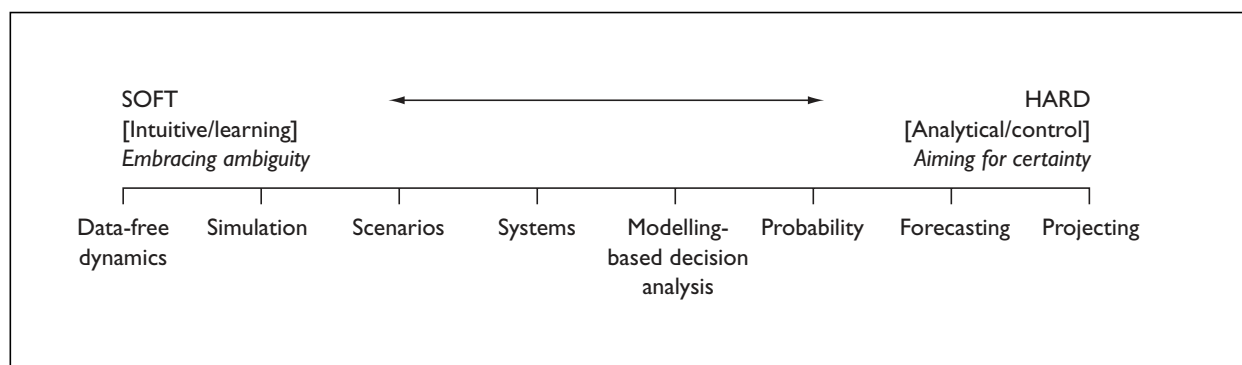 SOFT
[Intuitive/learning]
Embracing ambiguity
HARD
[Analytical/control]
Aiming for certainty
Data-free
dynamics
Simulation
Scenarios
Systems
Modelling-
based decision
analysis
Probability
Forecasting
Projecting